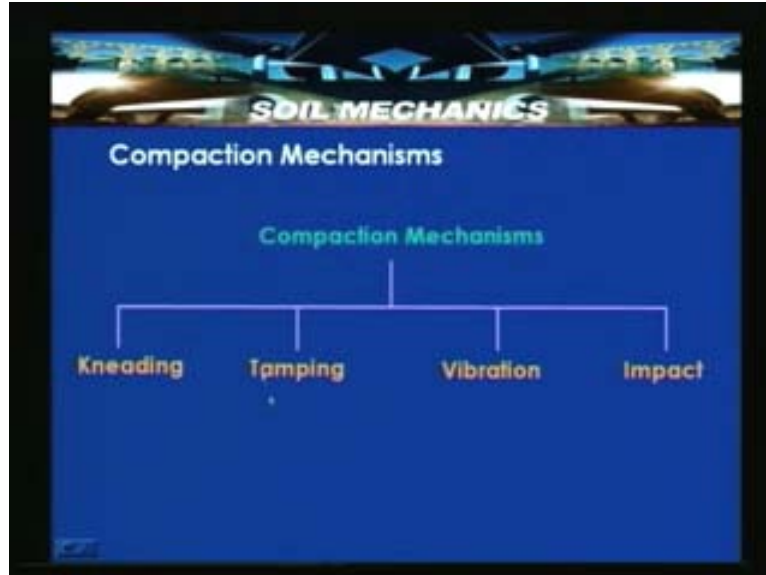 SOIL MECHANICS
Compaction Mechanisms
Compaction Mechanisms
Kneading Tamping Vibration Impact